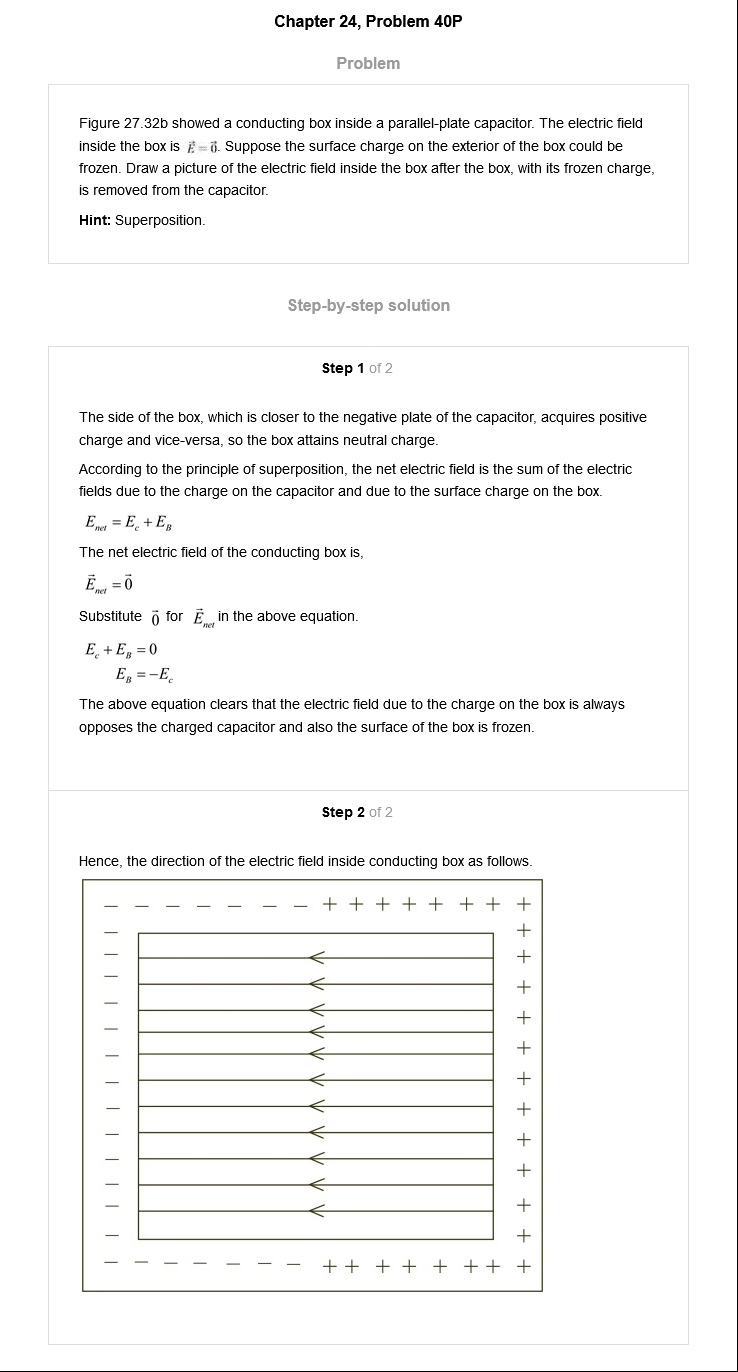 Chapter 24, Problem 40P
Problem
Figure 27.32b showed a conducting box inside a parallel-plate capacitor. The electric field
inside the box is E⃗ = 0⃗. Suppose the surface charge on the exterior of the box could be
frozen. Draw a picture of the electric field inside the box after the box, with its frozen charge,
is removed from the capacitor.
Hint: Superposition.
Step-by-step solution
Step 1 of 2
The side of the box, which is closer to the negative plate of the capacitor, acquires positive
charge and vice-versa, so the box attains neutral charge.
According to the principle of superposition, the net electric field is the sum of the electric
fields due to the charge on the capacitor and due to the surface charge on the box.
E_net = E_c + E_B
The net electric field of the conducting box is,
E⃗_net = 0⃗
Substitute 0⃗ for E⃗_net in the above equation.
E_c + E_B = 0
E_B = −E_c
The above equation clears that the electric field due to the charge on the box is always
opposes the charged capacitor and also the surface of the box is frozen.
Step 2 of 2
Hence, the direction of the electric field inside conducting box as follows.
− − − − − − − + + + + + + + +
− +
− +
− +
− +
− +
− +
− +
− +
− +
− +
− +
− +
−
− − − − − − − + + + + + + + +